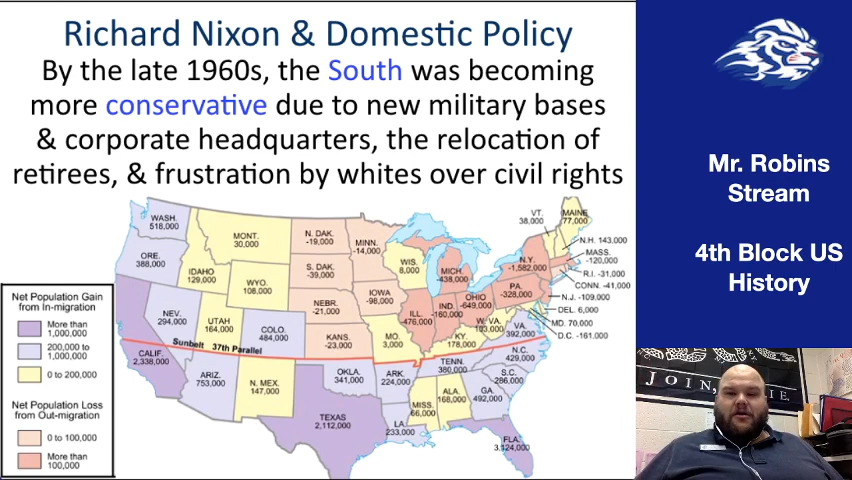 Richard Nixon & Domestic Policy
By the late 1960s, the South was becoming
more conservative due to new military bases
& corporate headquarters, the relocation of
retirees, & frustration by whites over civil rights
Mr. Robins
Stream
4th Block US
History
WASH.
518,000
ORE.
388,000
CALIF.
2,338,000
NEV.
294,000
IDAHO
129,000
MONT.
30,000
WYO.
108,000
UTAH
164,000
COLO.
484,000
ARIZ.
753,000
N. MEX.
147,000
N. DAK.
-19,000
S. DAK.
-39,000
NEBR.
-21,000
KANS.
-23,000
OKLA.
341,000
TEXAS
2,112,000
MINN.
-14,000
IOWA
-98,000
MO.
3,000
ARK.
224,000
LA.
233,000
WIS.
8,000
ILL.
-476,000
MICH.
-438,000
IND.
-160,000
OHIO
-649,000
KY.
178,000
TENN.
380,000
MISS.
66,000
ALA.
168,000
GA.
492,000
FLA.
3,124,000
S.C.
286,000
N.C.
429,000
VA.
392,000
W. VA.
PA.
-328,000
N.Y.
-1,582,000
VT.
38,000
MAINE
77,000
N.H. 143,000
MASS.
-120,000
R.I. -31,000
CONN. -41,000
N.J. -109,000
DEL. 6,000
MD. 70,000
D.C. -161,000
Sunbelt 37th Parallel
Net Population Gain
from In-migration
More than
1,000,000
200,000 to
1,000,000
0 to 200,000
Net Population Loss
from Out-migration
0 to 100,000
More than
100,000
JOIN,